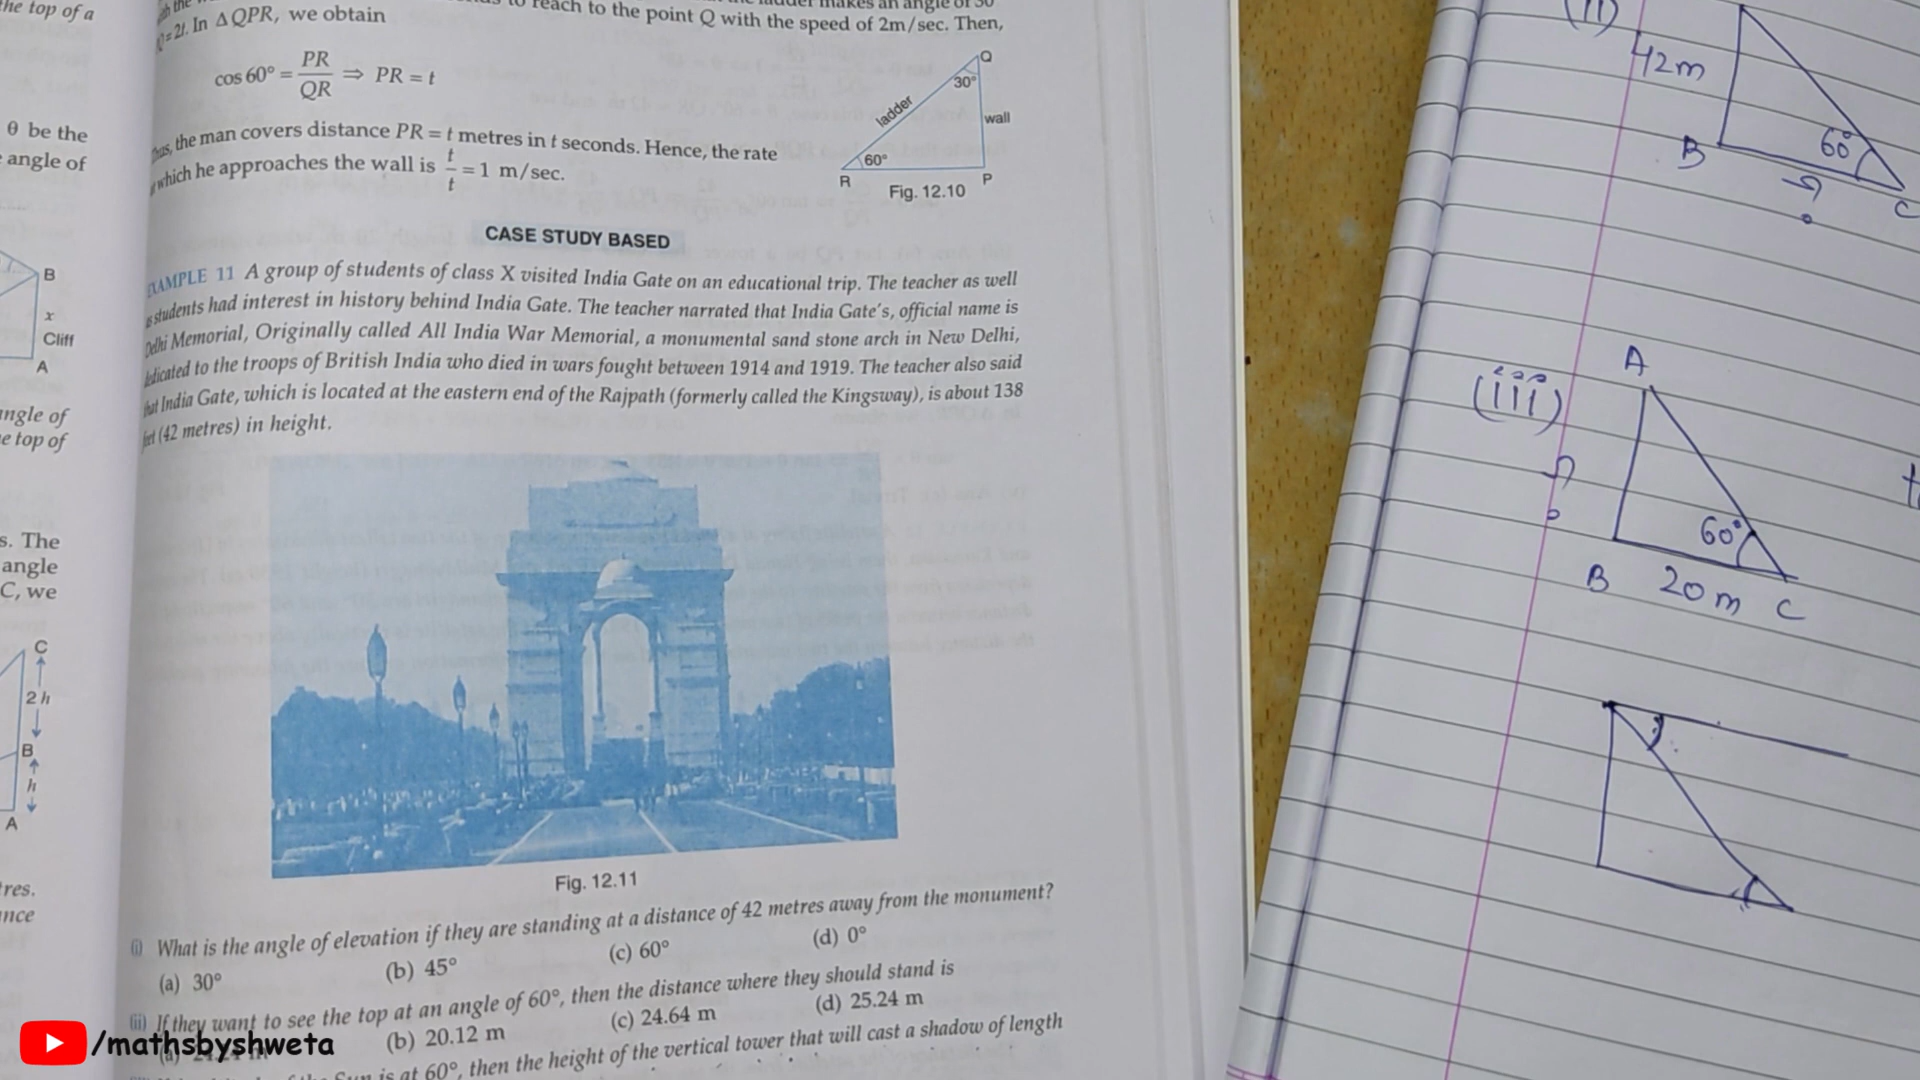 the top of a
θ be the
angle of
B
x
Cliff
A
angle of
e top of
s. The
angle
C, we
C
2h
B
h
A
res.
nce
reach to the point Q with the speed of 2m/sec. Then,
= 2t. In ΔQPR, we obtain
cos 60° = PR/QR ⇒ PR = t
the man covers distance PR = t metres in t seconds. Hence, the rate
which he approaches the wall is t/t = 1 m/sec.
Q
30°
ladder
wall
60°
R
P
Fig. 12.10
CASE STUDY BASED
EXAMPLE 11 A group of students of class X visited India Gate on an educational trip. The teacher as well
as students had interest in history behind India Gate. The teacher narrated that India Gate's, official name is
Delhi Memorial, Originally called All India War Memorial, a monumental sand stone arch in New Delhi,
dedicated to the troops of British India who died in wars fought between 1914 and 1919. The teacher also said
that India Gate, which is located at the eastern end of the Rajpath (formerly called the Kingsway), is about 138
feet (42 metres) in height.
Fig. 12.11
(i) What is the angle of elevation if they are standing at a distance of 42 metres away from the monument?
(a) 30° (b) 45° (c) 60° (d) 0°
(ii) If they want to see the top at an angle of 60°, then the distance where they should stand is
(b) 20.12 m (c) 24.64 m (d) 25.24 m
is at 60°, then the height of the vertical tower that will cast a shadow of length
/mathsbyshweta
(ii)
42m
60°
B
?
C
(iii)
A
?
60°
B 20m C